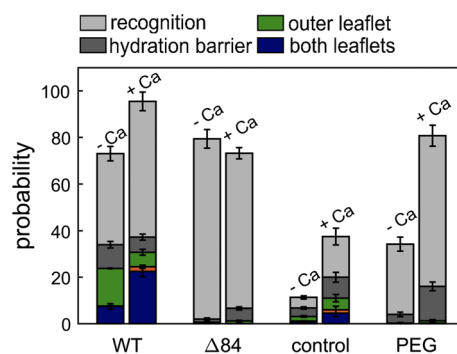 recognition outer leaflet
hydration barrier both leaflets
probability
100
80
60
40
20
0
- Ca + Ca - Ca + Ca - Ca + Ca - Ca + Ca
WT Δ84 control PEG